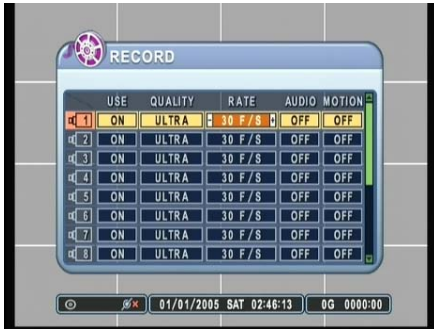 RECORD
USE QUALITY RATE AUDIO MOTION
1 ON ULTRA - 30 F/S + OFF OFF
2 ON ULTRA 30 F/S OFF OFF
3 ON ULTRA 30 F/S OFF OFF
4 ON ULTRA 30 F/S OFF OFF
5 ON ULTRA 30 F/S OFF OFF
6 ON ULTRA 30 F/S OFF OFF
7 ON ULTRA 30 F/S OFF OFF
8 ON ULTRA 30 F/S OFF OFF
01/01/2005 SAT 02:46:13 0G 0000:00